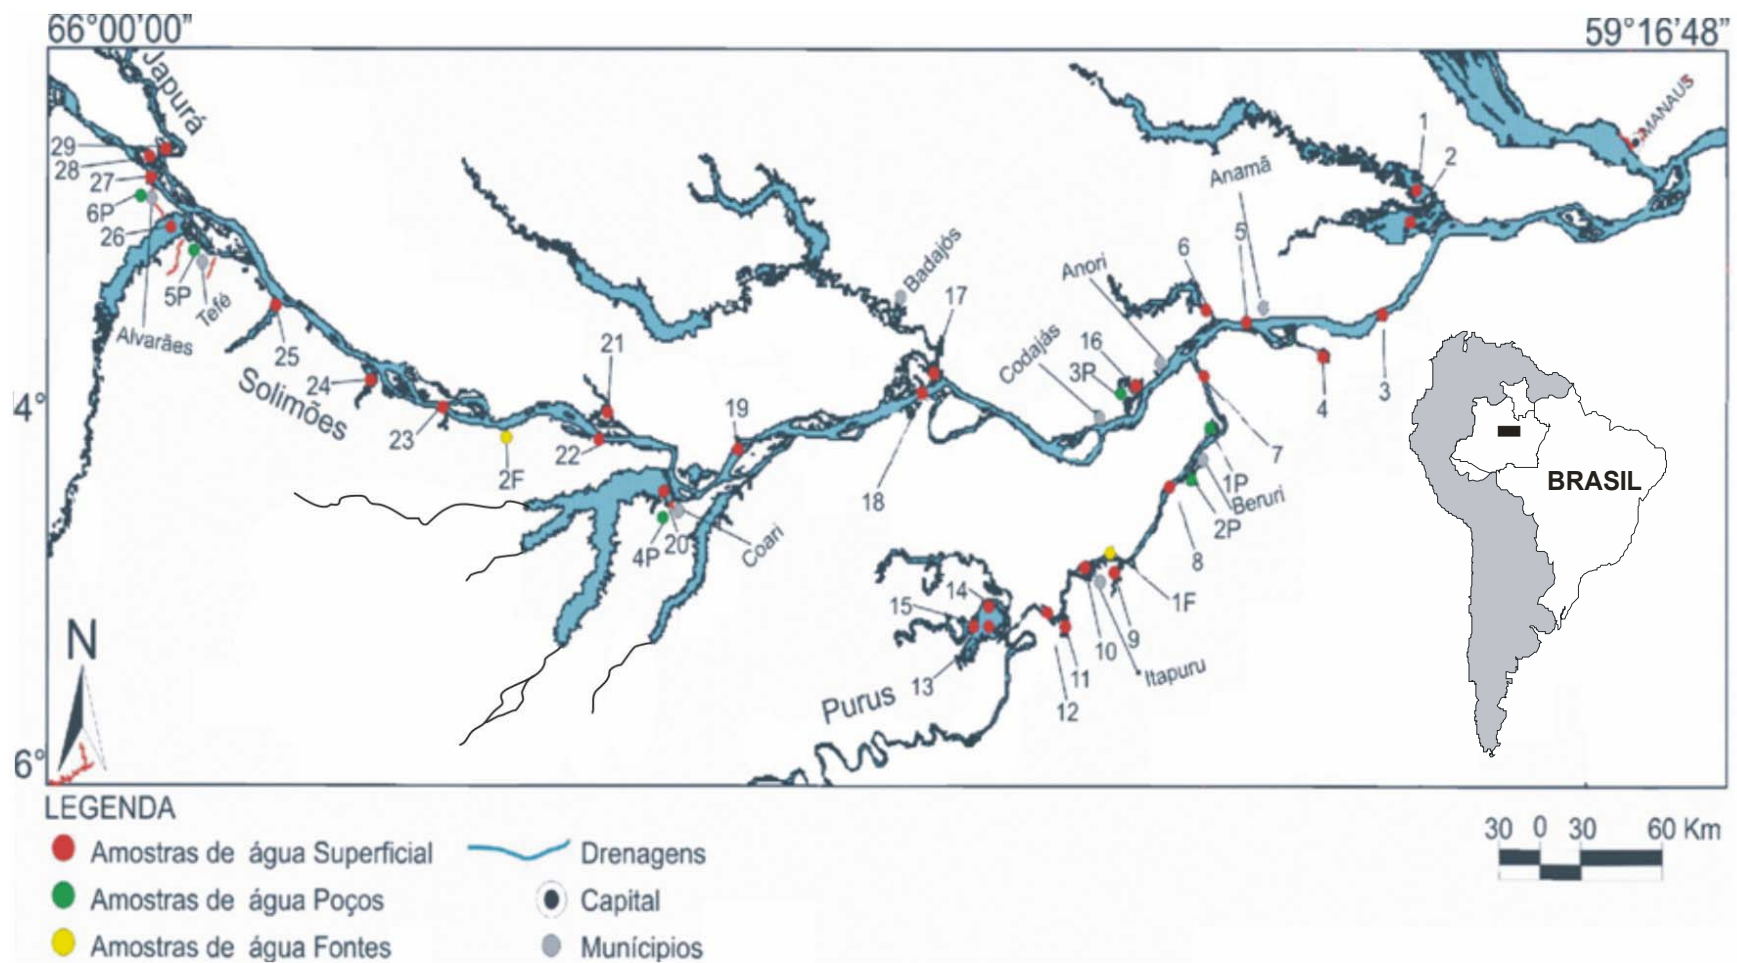 66°00'00"
59°16'48"
Japurá
MANAUS
29
28
27
6P
26
5P
Tefé
Alvarães
25
24
Solimões
23
2F
22
21
19
4P
20
Coari
18
17
Badajós
Codajás
16
3P
Anori
6
5
Anamã
1
2
3
4
7
1P
Beruri
2P
8
1F
9
10
Itapuru
11
12
13
14
15
Purus
4°
6°
N
BRASIL
LEGENDA
Amostras de água Superficial
Amostras de água Poços
Amostras de água Fontes
Drenagens
Capital
Munícipios
30 0 30 60 Km